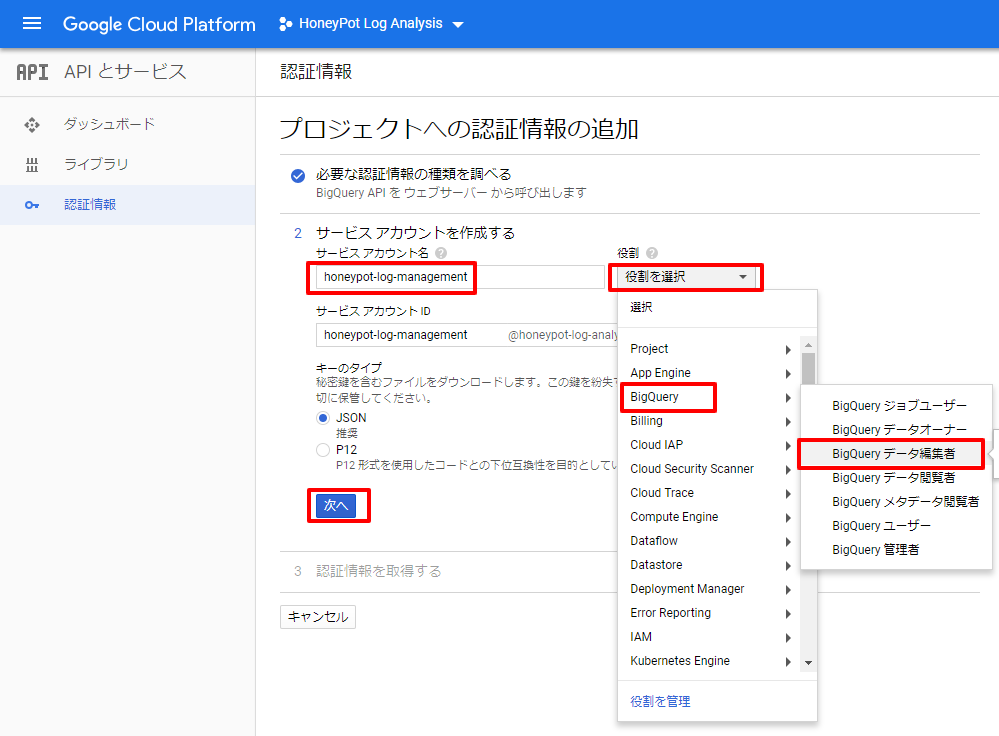 Google Cloud Platform
HoneyPot Log Analysis
API API とサービス
認証情報
ダッシュボード
ライブラリ
認証情報
プロジェクトへの認証情報の追加
必要な認証情報の種類を調べる
BigQuery API を ウェブサーバー から呼び出します
2 サービス アカウントを作成する
サービス アカウント名 ?
役割 ?
honeypot-log-management
役割を選択
サービス アカウント ID
honeypot-log-management @honeypot-log-analy
キーのタイプ
秘密鍵を含むファイルをダウンロードします。この鍵を紛失
切に保管してください。
JSON
推奨
P12
P12 形式を使用したコードとの下位互換性を目的としてい
次へ
3 認証情報を取得する
キャンセル
選択
Project
App Engine
BigQuery
Billing
Cloud IAP
Cloud Security Scanner
Cloud Trace
Compute Engine
Dataflow
Datastore
Deployment Manager
Error Reporting
IAM
Kubernetes Engine
役割を管理
BigQuery ジョブユーザー
BigQuery データオーナー
BigQuery データ編集者
BigQuery データ閲覧者
BigQuery メタデータ閲覧者
BigQuery ユーザー
BigQuery 管理者